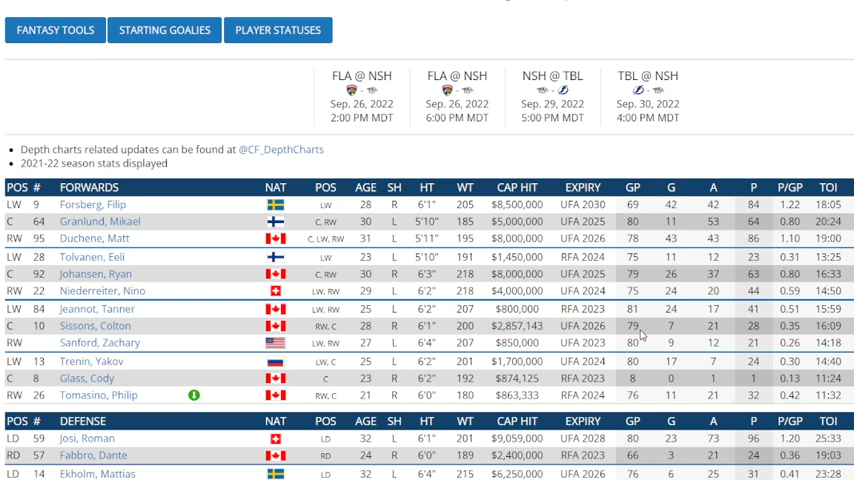 FANTASY TOOLS STARTING GOALIES PLAYER STATUSES
FLA @ NSH FLA @ NSH NSH @ TBL TBL @ NSH
Sep. 26, 2022 Sep. 26, 2022 Sep. 29, 2022 Sep. 30, 2022
2:00 PM MDT 6:00 PM MDT 5:00 PM MDT 4:00 PM MDT
• Depth charts related updates can be found at @CF_DepthCharts
• 2021-22 season stats displayed
POS # FORWARDS NAT POS AGE SH HT WT CAP HIT EXPIRY GP G A P P/GP TOI
LW 9 Forsberg, Filip LW 28 R 6'1" 205 $8,500,000 UFA 2030 69 42 42 84 1.22 18:05
C 64 Granlund, Mikael C, RW 30 L 5'10" 185 $5,000,000 UFA 2025 80 11 53 64 0.80 20:24
RW 95 Duchene, Matt C, LW, RW 31 L 5'11" 195 $8,000,000 UFA 2026 78 43 43 86 1.10 19:00
LW 28 Tolvanen, Eeli LW 23 L 5'10" 191 $1,450,000 RFA 2023 75 11 12 23 0.31 13:25
C 92 Johansen, Ryan C, RW 30 R 6'3" 218 $8,000,000 UFA 2025 79 26 37 63 0.80 16:33
RW 22 Niederreiter, Nino LW, RW 29 L 6'2" 218 $4,000,000 UFA 2024 75 24 20 44 0.59 14:50
LW 84 Jeannot, Tanner LW, RW 25 L 6'2" 207 $800,000 RFA 2023 81 24 17 41 0.51 15:59
C 10 Sissons, Colton RW, C 28 R 6'1" 200 $2,857,143 UFA 2026 79 7 21 28 0.35 16:09
RW Sanford, Zachary LW, RW 27 L 6'4" 207 $850,000 UFA 2023 80 9 12 21 0.26 14:18
LW 13 Trenin, Yakov LW, C 25 L 6'2" 201 $1,700,000 UFA 2024 80 17 7 24 0.30 14:40
C 8 Glass, Cody C 23 R 6'2" 192 $874,125 RFA 2023 8 0 1 1 0.13 11:24
RW 26 Tomasino, Philip RW, C 21 R 6'0" 180 $863,333 RFA 2024 76 11 21 32 0.42 11:32
POS # DEFENSE NAT POS AGE SH HT WT CAP HIT EXPIRY GP G A P P/GP TOI
LD 59 Josi, Roman LD 32 L 6'1" 201 $9,059,000 UFA 2028 80 23 73 96 1.20 25:33
RD 57 Fabbro, Dante RD 24 R 6'0" 189 $2,400,000 RFA 2023 66 3 21 24 0.36 19:03
LD 14 Ekholm, Mattias LD 32 L 6'4" 215 $6,250,000 UFA 2026 76 6 25 31 0.41 23:28